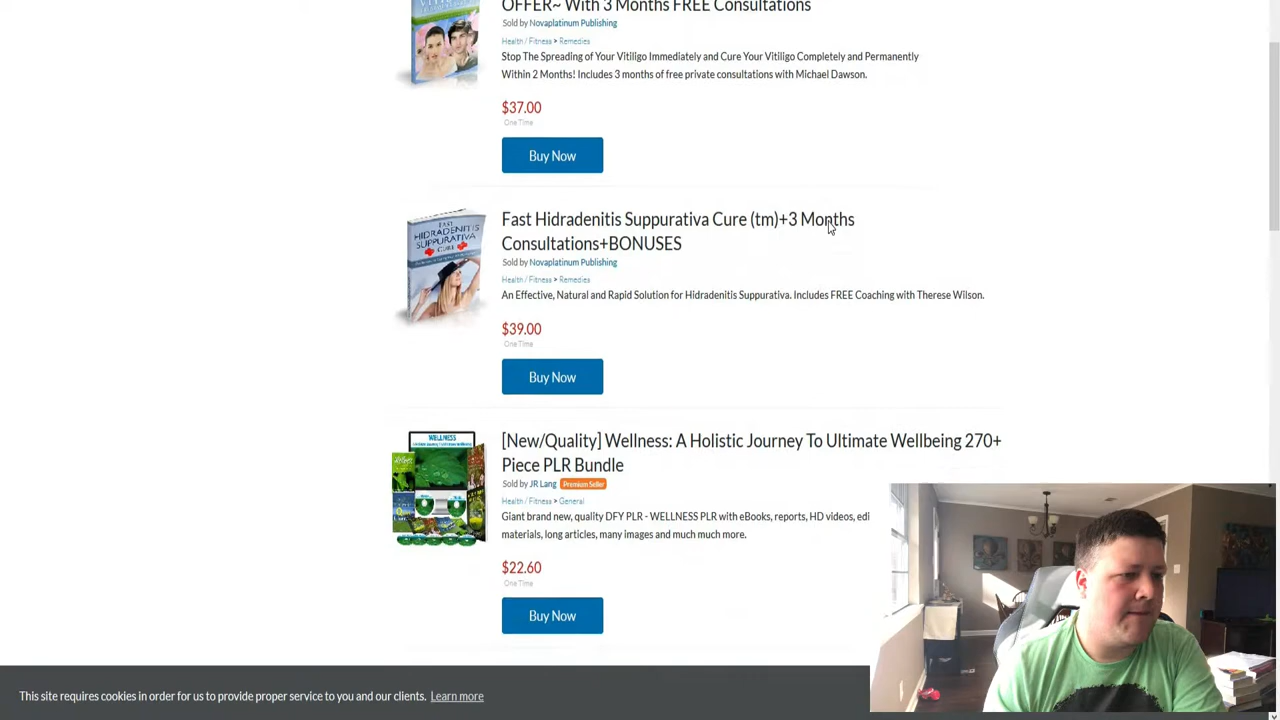 OFFER~ With 3 Months FREE Consultations
Sold by Novaplatinum Publishing
Health / Fitness > Remedies
Stop The Spreading of Your Vitiligo Immediately and Cure Your Vitiligo Completely and Permanently
Within 2 Months! Includes 3 months of free private consultations with Michael Dawson.
$37.00
One Time
Buy Now
FAST
HIDRADENITIS
SUPPURATIVA
CURE
Fast Hidradenitis Suppurativa Cure (tm)+3 Months
Consultations+BONUSES
Sold by Novaplatinum Publishing
Health / Fitness > Remedies
An Effective, Natural and Rapid Solution for Hidradenitis Suppurativa. Includes FREE Coaching with Therese Wilson.
$39.00
One Time
Buy Now
WELLNESS
[New/Quality] Wellness: A Holistic Journey To Ultimate Wellbeing 270+
Piece PLR Bundle
Sold by JR Lang Premium Seller
Health / Fitness > General
Giant brand new, quality DFY PLR - WELLNESS PLR with eBooks, reports, HD videos, edi
materials, long articles, many images and much much more.
$22.60
One Time
Buy Now
This site requires cookies in order for us to provide proper service to you and our clients. Learn more